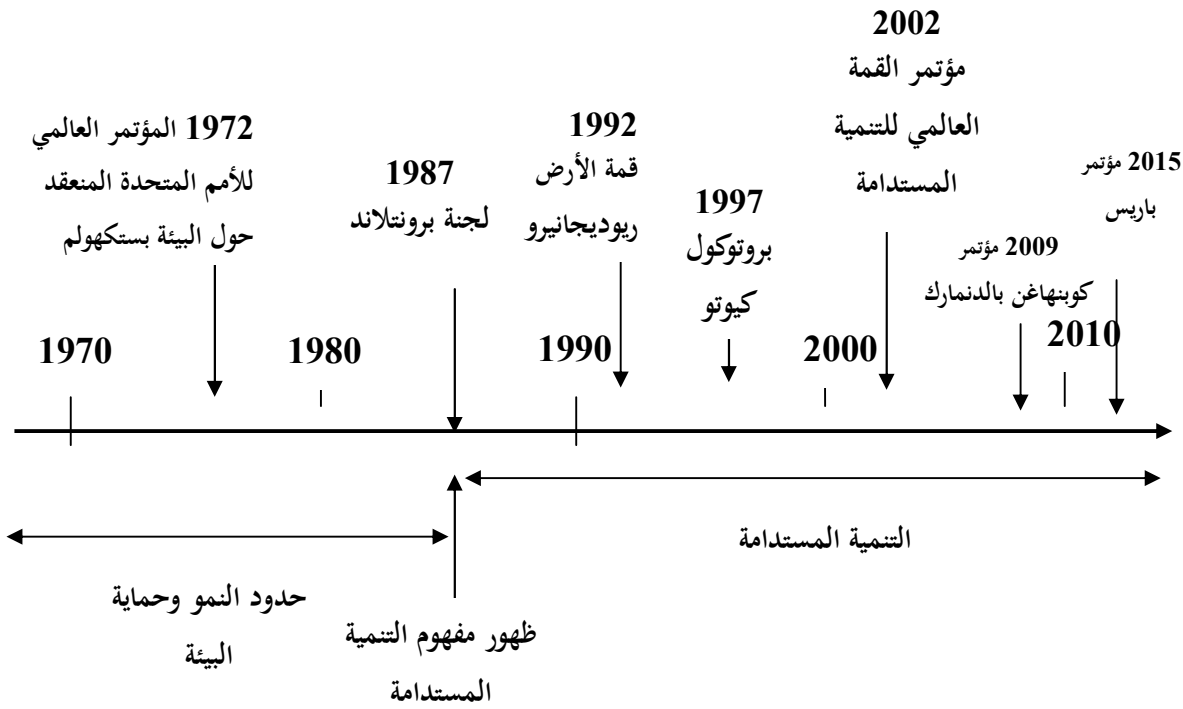 1972 المؤتمر العالمي
للأمم المتحدة المنعقد
حول البيئة بستكهولم
1987
لجنة برونتلاند
1992
قمة الأرض
ريوديجانيرو
1997
بروتوكول
كيوتو
2002
مؤتمر القمة
العالمي للتنمية
المستدامة
2009 مؤتمر
كوبنهاغن بالدنمارك
2015 مؤتمر
باريس
1970
1980
1990
2000
2010
حدود النمو وحماية
البيئة
ظهور مفهوم التنمية
المستدامة
التنمية المستدامة